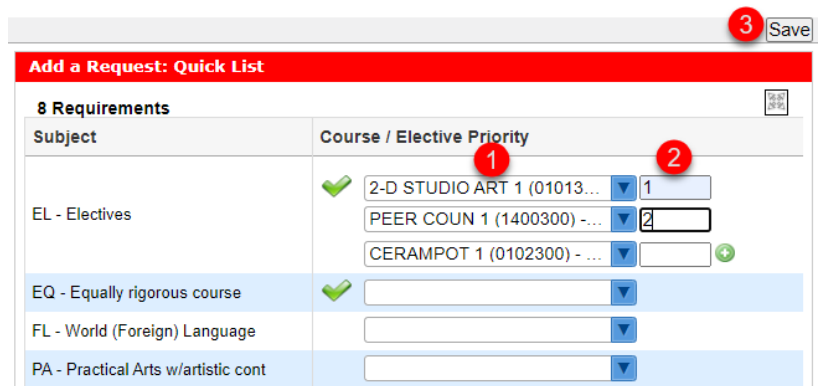 3 Save
Add a Request: Quick List
8 Requirements
Subject Course / Elective Priority
1 2
2-D STUDIO ART 1 (01013... 1
EL - Electives PEER COUN 1 (1400300) -... 2
CERAMPOT 1 (0102300) - ...
EQ - Equally rigorous course
FL - World (Foreign) Language
PA - Practical Arts w/artistic cont